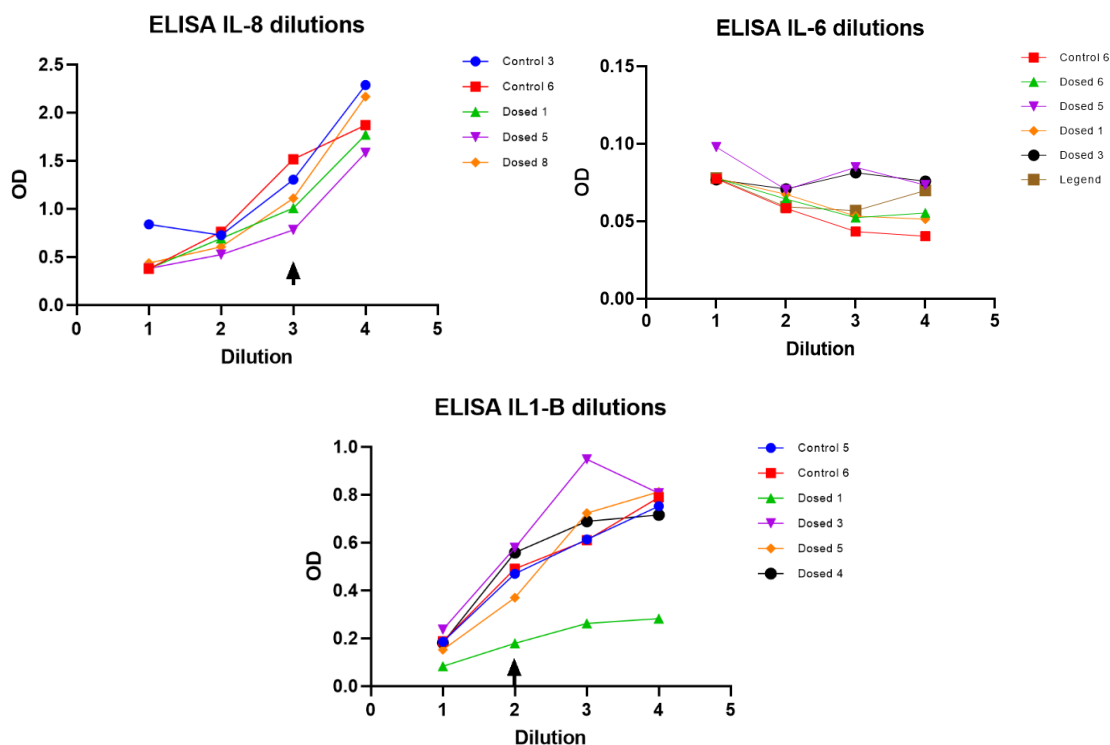 ELISA IL-8 dilutions
OD
2.5
2.0
1.5
1.0
0.5
0.0
0
1
2
3
4
5
Dilution
Control 3
Control 6
Dosed 1
Dosed 5
Dosed 8
ELISA IL-6 dilutions
OD
0.15
0.10
0.05
0.00
0
1
2
3
4
5
Dilution
Control 6
Dosed 6
Dosed 5
Dosed 1
Dosed 3
Legend
ELISA IL1-B dilutions
OD
1.0
0.8
0.6
0.4
0.2
0.0
0
1
2
3
4
5
Dilution
Control 5
Control 6
Dosed 1
Dosed 3
Dosed 5
Dosed 4